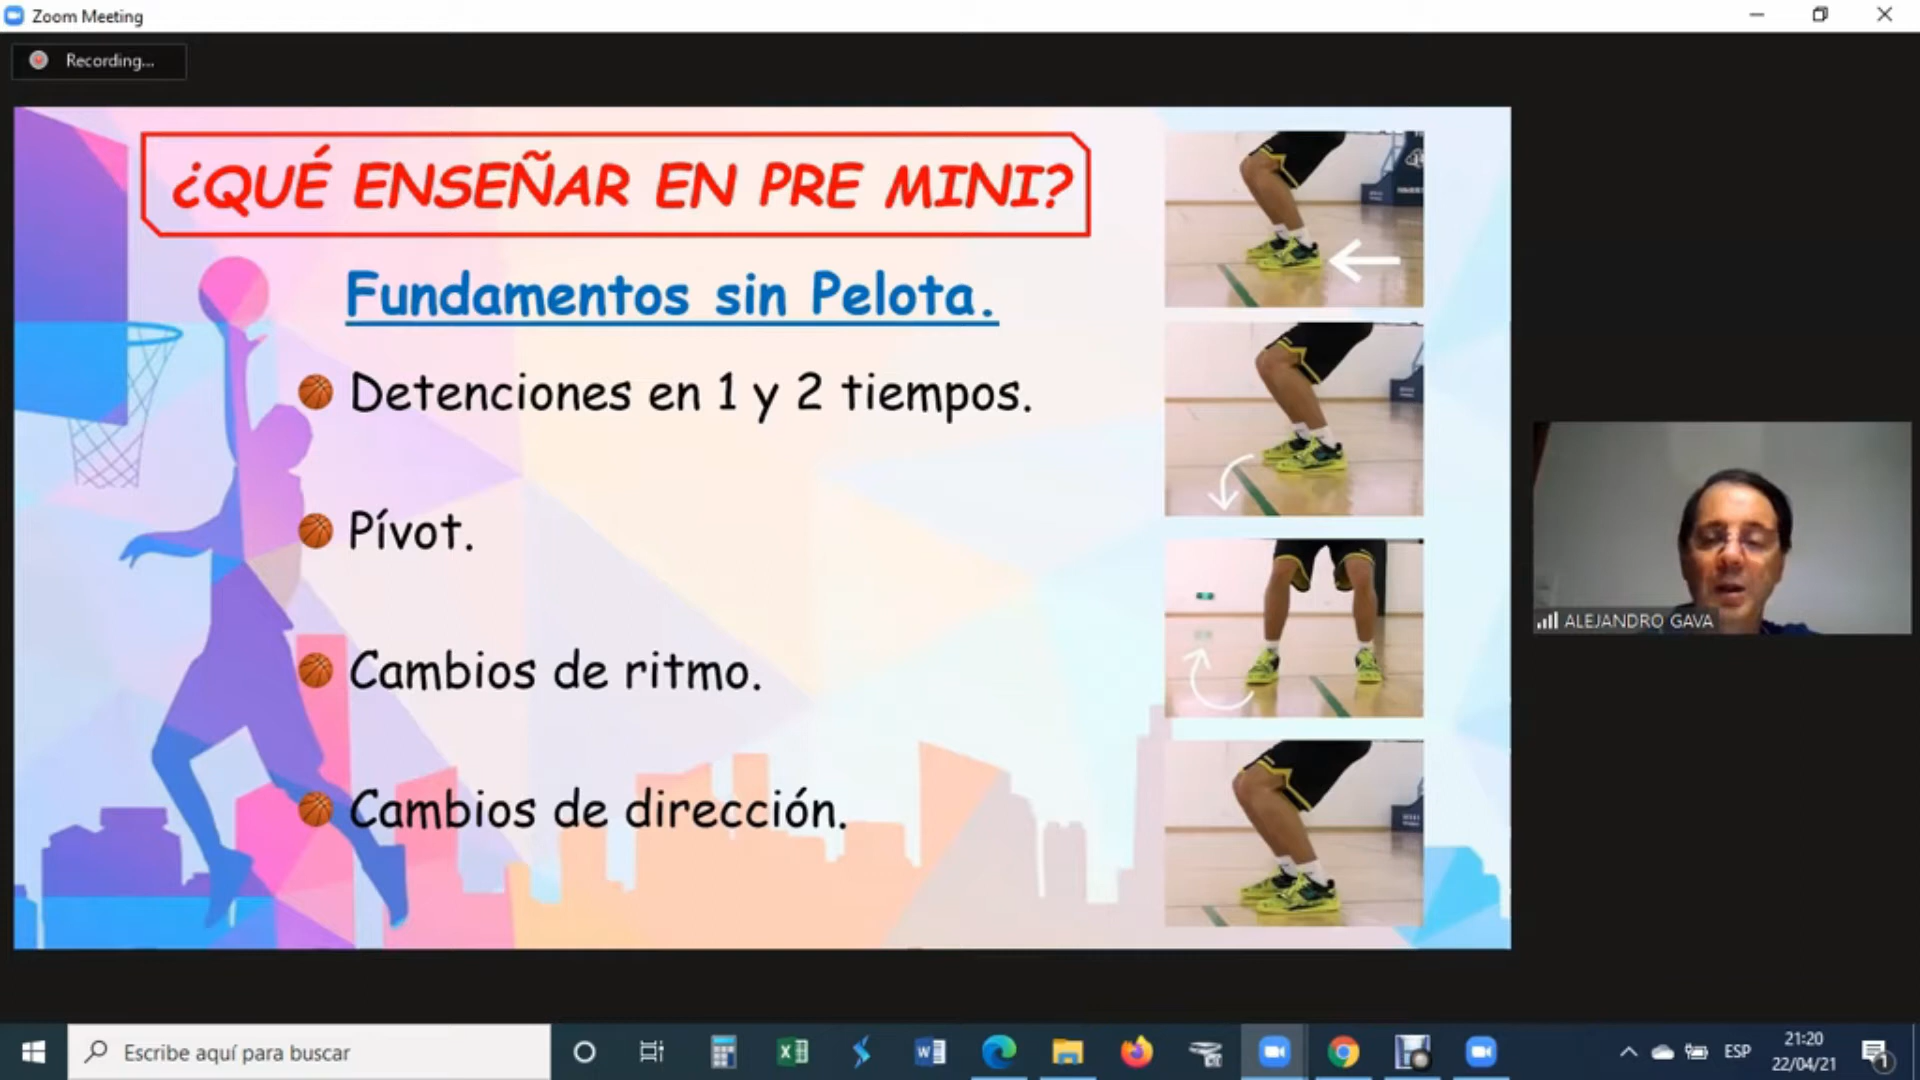 Zoom Meeting
Recording...
¿QUÉ ENSEÑAR EN PRE MINI?
Fundamentos sin Pelota.
Detenciones en 1 y 2 tiempos.
Pívot.
Cambios de ritmo.
Cambios de dirección.
ALEJANDRO GAVA
Escribe aquí para buscar
ESP
21:20
22/04/21
1